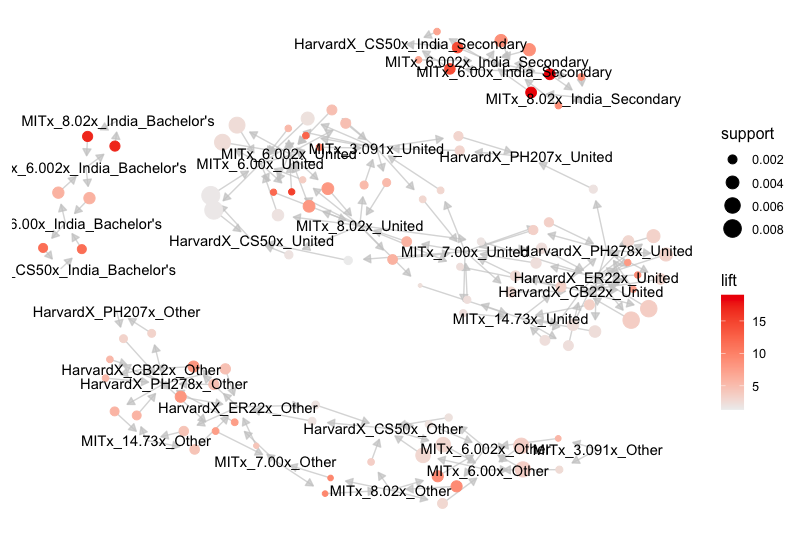 HarvardX_CS50x_India_Secondary
MITx_6.002x_India_Secondary
MITx_6.00x_India_Secondary
MITx_8.02x_India_Secondary
MITx_8.02x_India_Bachelor's
x_6.002x_India_Bachelor's
6.00x_India_Bachelor's
CS50x_India_Bachelor's
MITx_6.002x_United
MITx_3.091x_United
MITx_6.00x_United
HarvardX_PH207x_United
MITx_8.02x_United
HarvardX_CS50x_United
MITx_7.00x_United
HarvardX_PH278x_United
HarvardX_ER22x_United
HarvardX_CB22x_United
MITx_14.73x_United
HarvardX_PH207x_Other
HarvardX_CB22x_Other
HarvardX_PH278x_Other
HarvardX_ER22x_Other
MITx_14.73x_Other
MITx_7.00x_Other
HarvardX_CS50x_Other
MITx_6.002x_Other
MITx_3.091x_Other
MITx_6.00x_Other
MITx_8.02x_Other
support
0.002
0.004
0.006
0.008
lift
15
10
5